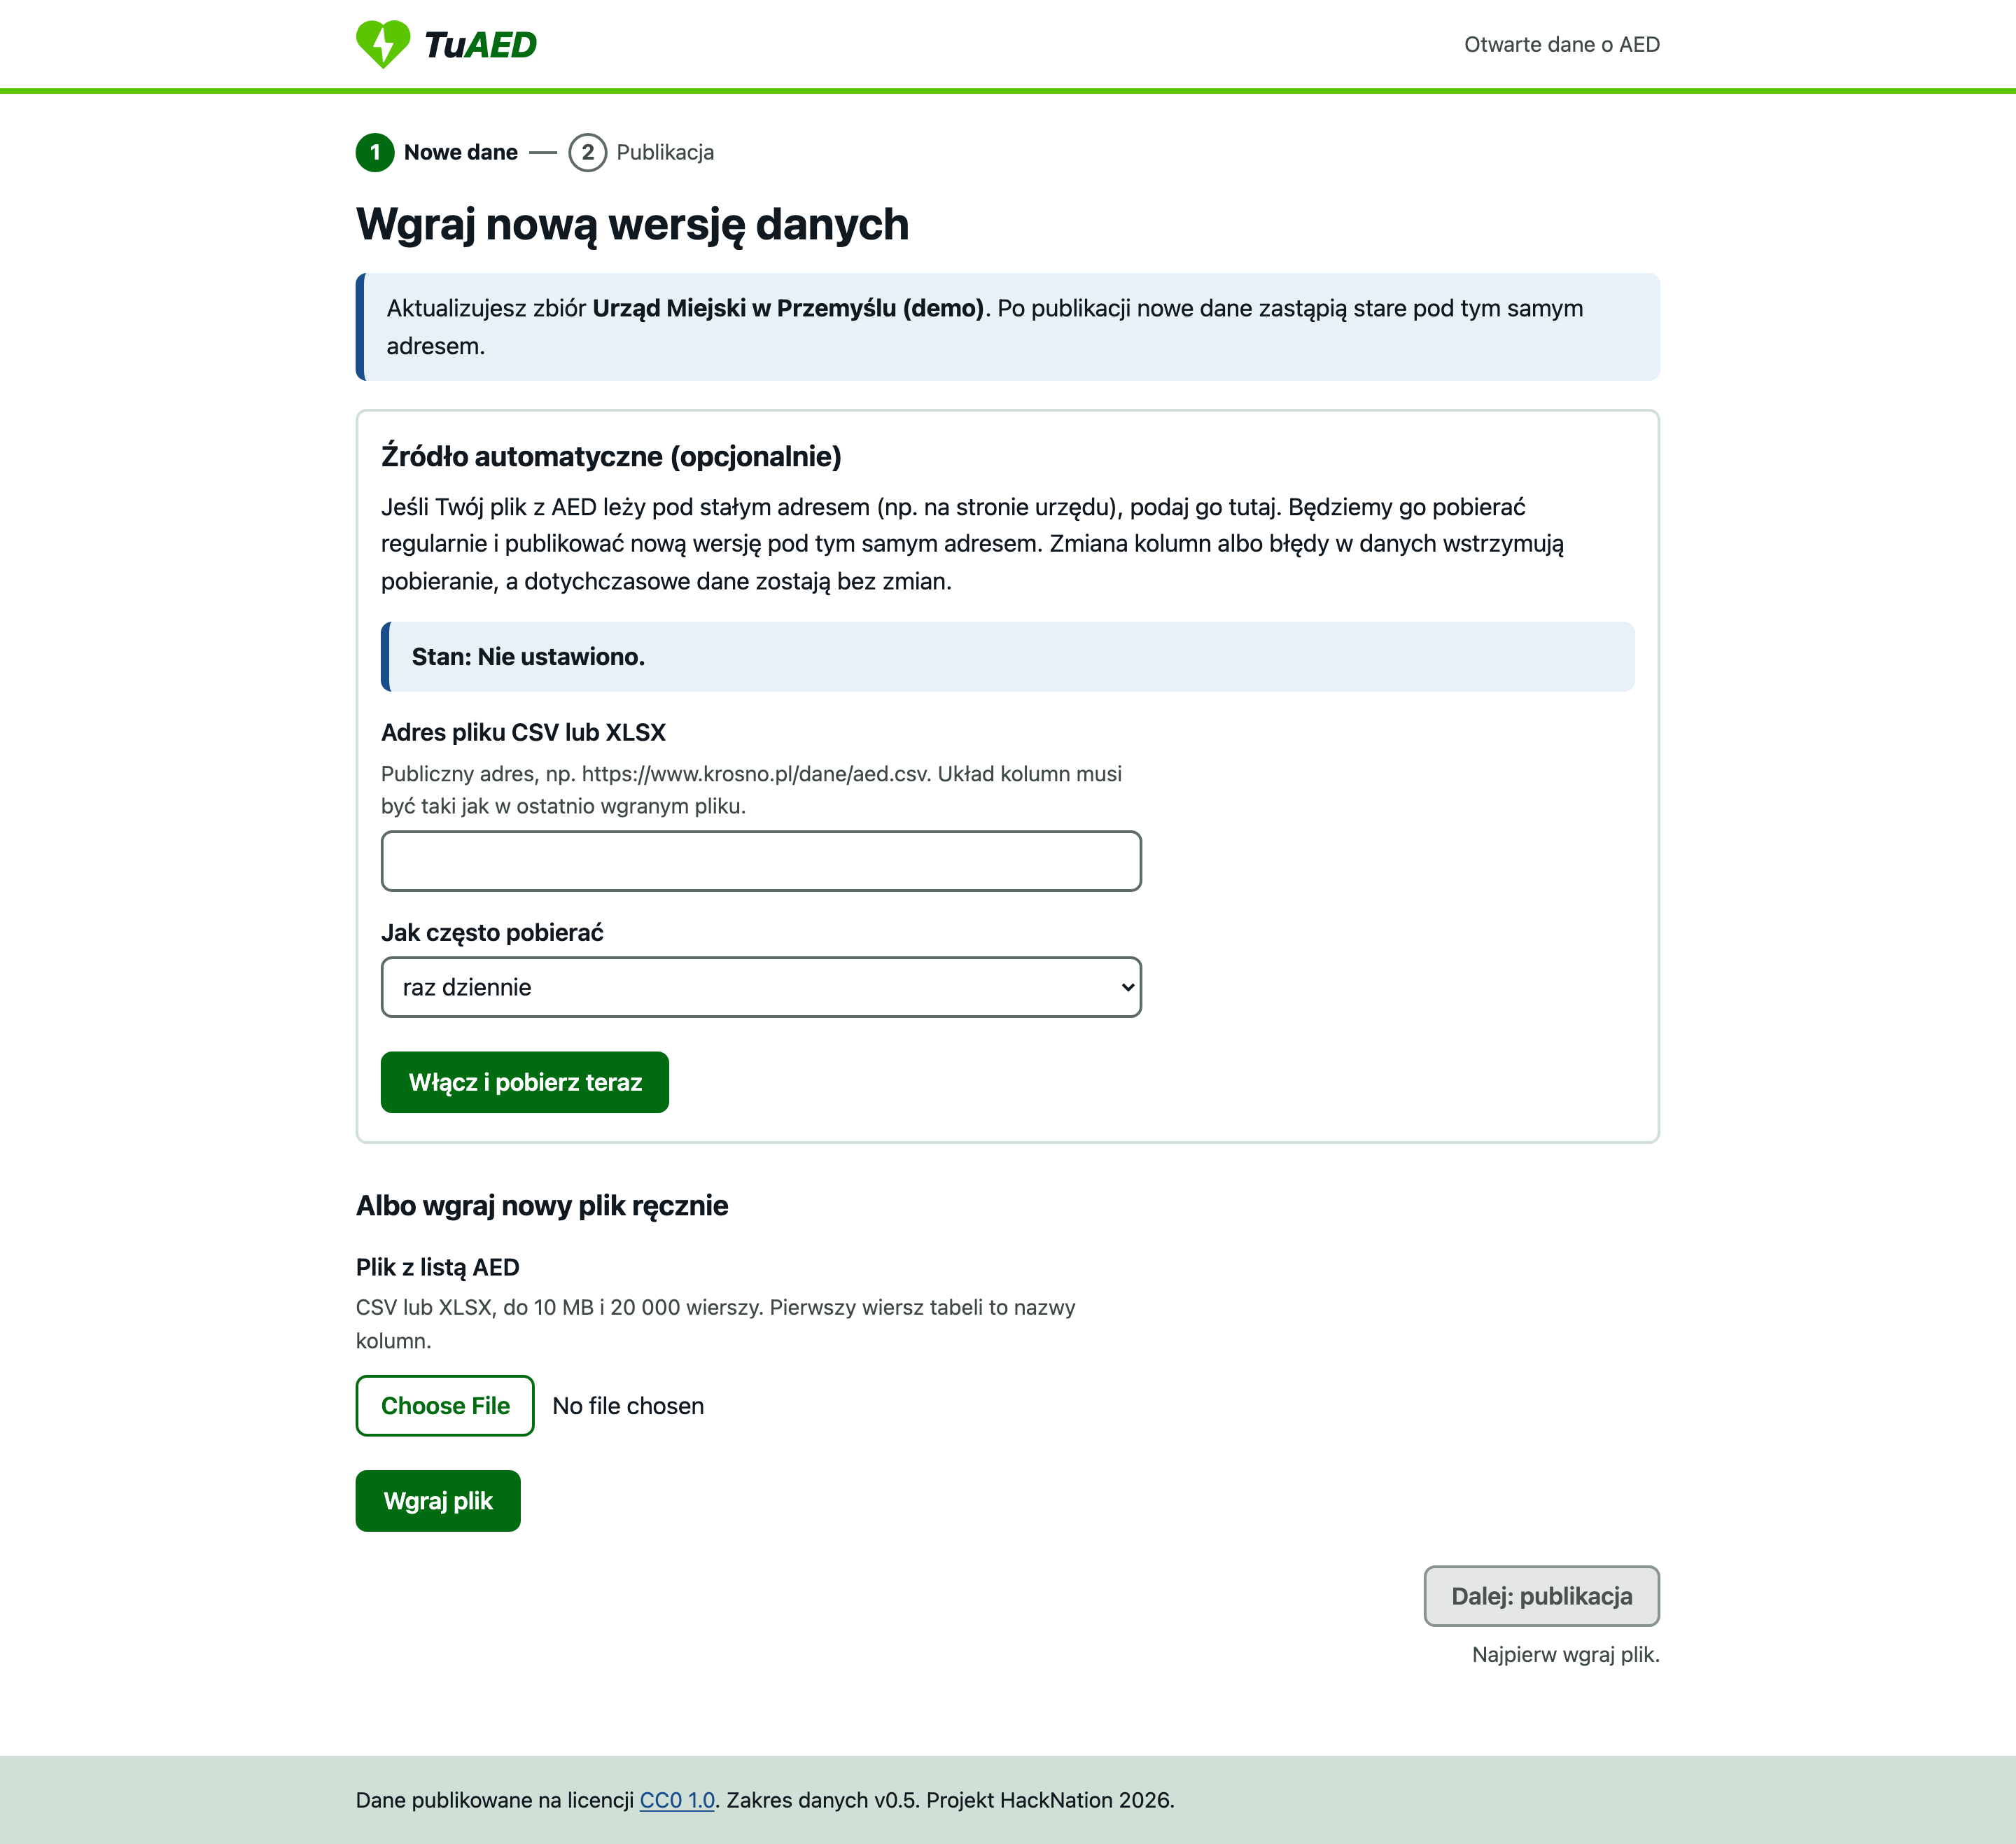 TuAED
Otwarte dane o AED
1 Nowe dane — 2 Publikacja
Wgraj nową wersję danych
Aktualizujesz zbiór Urząd Miejski w Przemyślu (demo). Po publikacji nowe dane zastąpią stare pod tym samym
adresem.
Źródło automatyczne (opcjonalnie)
Jeśli Twój plik z AED leży pod stałym adresem (np. na stronie urzędu), podaj go tutaj. Będziemy go pobierać
regularnie i publikować nową wersję pod tym samym adresem. Zmiana kolumn albo błędy w danych wstrzymują
pobieranie, a dotychczasowe dane zostają bez zmian.
Stan: Nie ustawiono.
Adres pliku CSV lub XLSX
Publiczny adres, np. https://www.krosno.pl/dane/aed.csv. Układ kolumn musi
być taki jak w ostatnio wgranym pliku.
Jak często pobierać
raz dziennie
Włącz i pobierz teraz
Albo wgraj nowy plik ręcznie
Plik z listą AED
CSV lub XLSX, do 10 MB i 20 000 wierszy. Pierwszy wiersz tabeli to nazwy
kolumn.
Choose File No file chosen
Wgraj plik
Dalej: publikacja
Najpierw wgraj plik.
Dane publikowane na licencji CC0 1.0. Zakres danych v0.5. Projekt HackNation 2026.